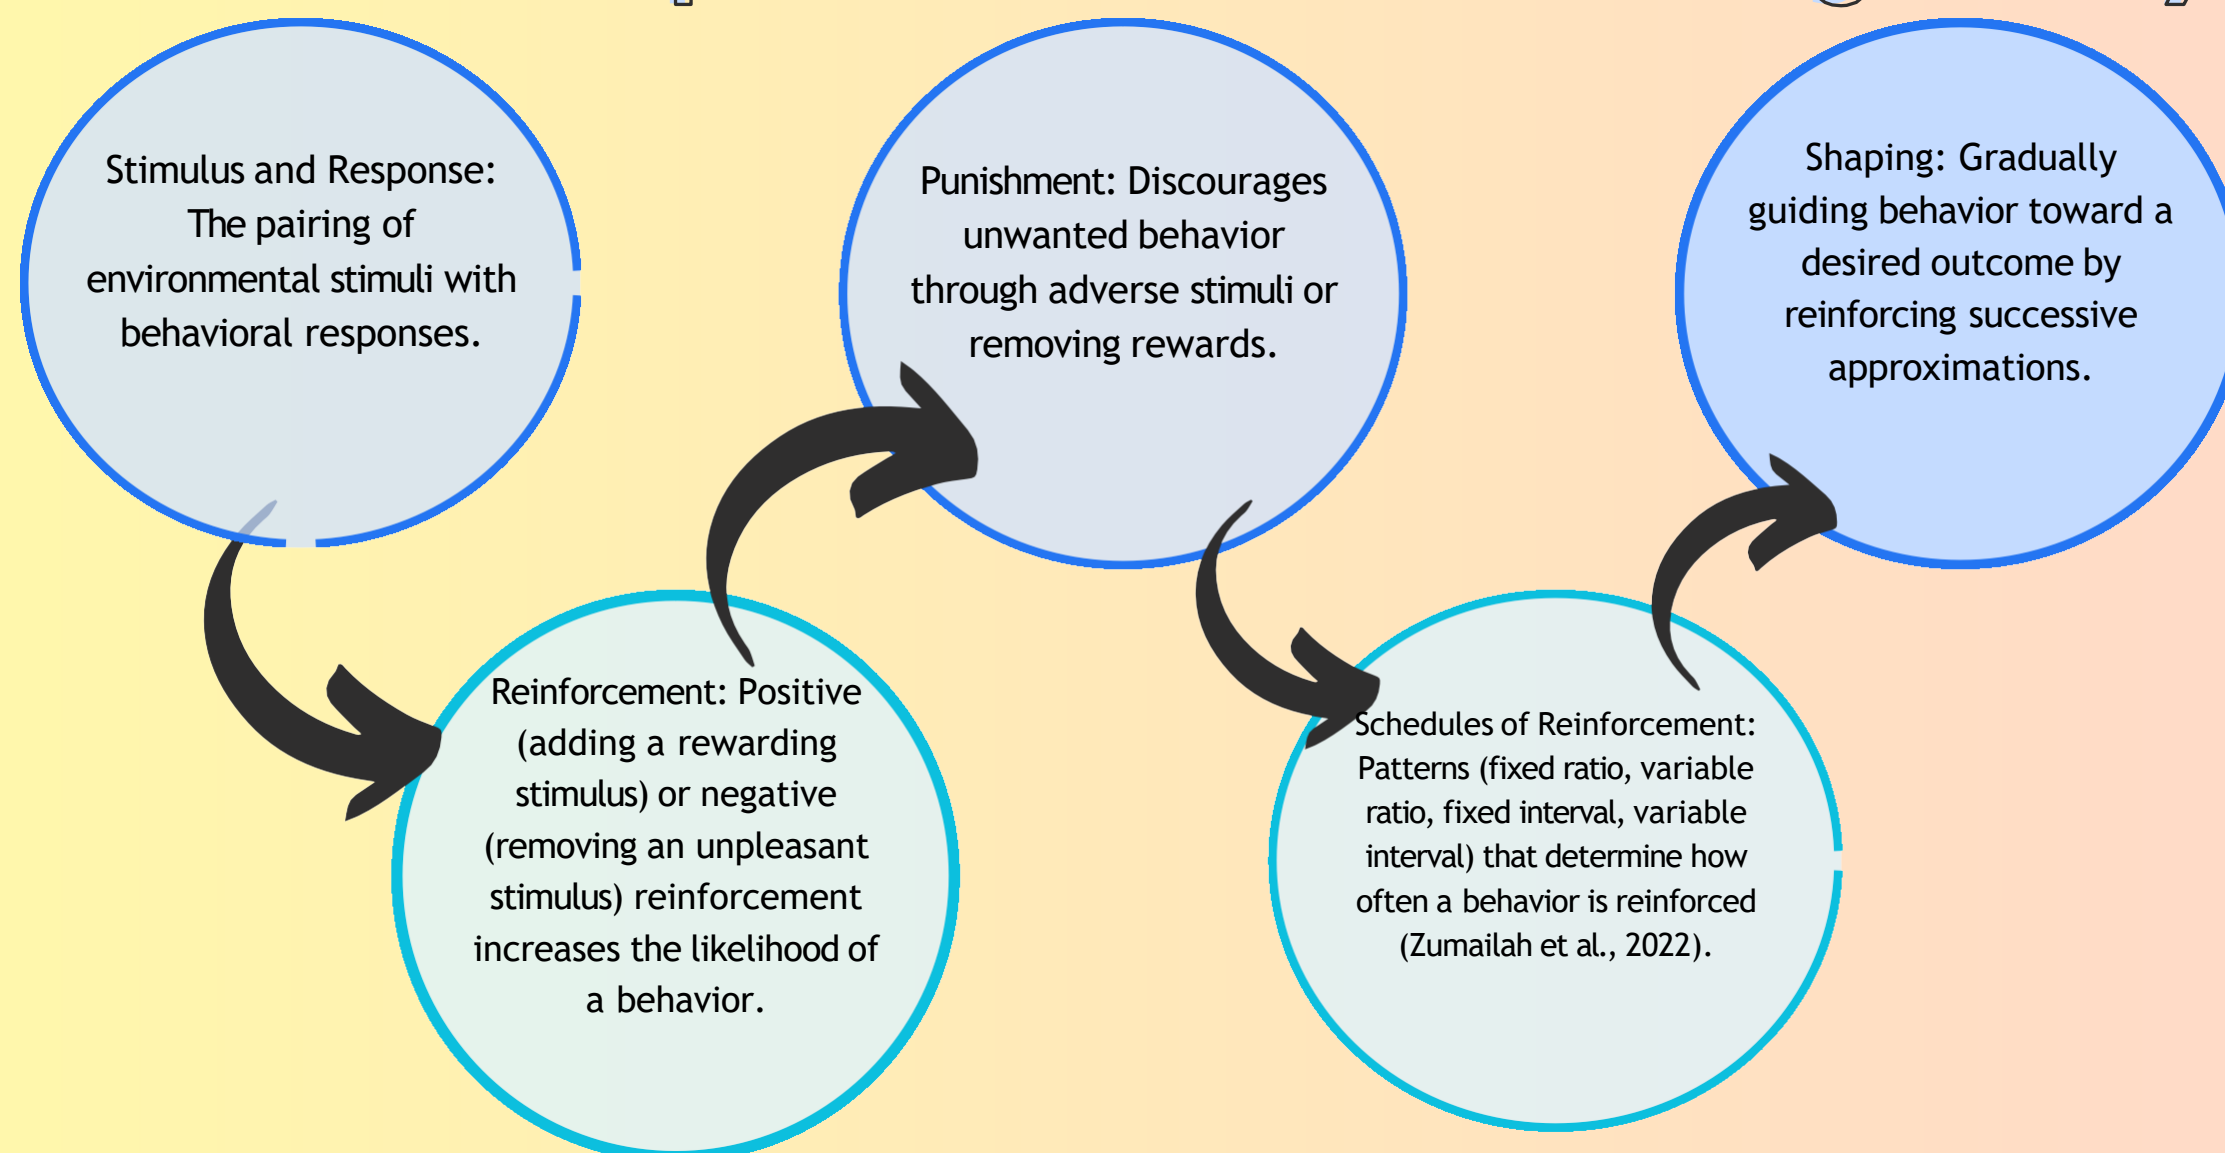 Stimulus and Response:
The pairing of
environmental stimuli with
behavioral responses.
Reinforcement: Positive
(adding a rewarding
stimulus) or negative
(removing an unpleasant
stimulus) reinforcement
increases the likelihood of
a behavior.
Punishment: Discourages
unwanted behavior
through adverse stimuli or
removing rewards.
Schedules of Reinforcement:
Patterns (fixed ratio, variable
ratio, fixed interval, variable
interval) that determine how
often a behavior is reinforced
(Zumailah et al., 2022).
Shaping: Gradually
guiding behavior toward a
desired outcome by
reinforcing successive
approximations.